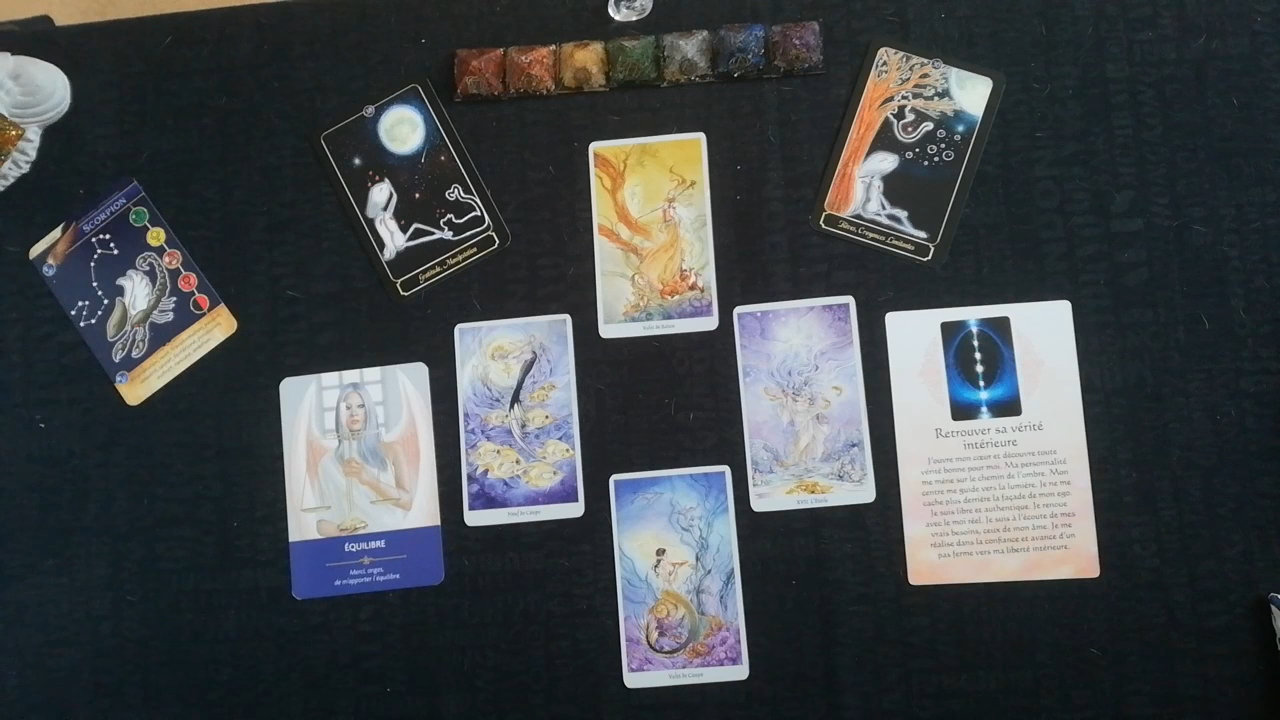 SCORPION
Gratitude, Manifestation
Rêves, Croyances Limitantes
Valet de Baton
Neuf de Coupe
XVII. L'Étoile
Valet de Coupe
ÉQUILIBRE
Merci, anges,
de m'apporter l'équilibre.
Retrouver sa vérité
intérieure
J'ouvre mon cœur et découvre toute
vérité bonne pour moi. Ma personnalité
me mène sur le chemin de l'ombre. Mon
centre me guide vers la lumière. Je ne me
cache plus derrière la façade de mon ego.
Je suis libre et authentique. Je renoue
avec le moi réel. Je suis à l'écoute de mes
vrais besoins, ceux de mon âme. Je me
réalise dans la confiance et avance d'un
pas ferme vers ma liberté intérieure.